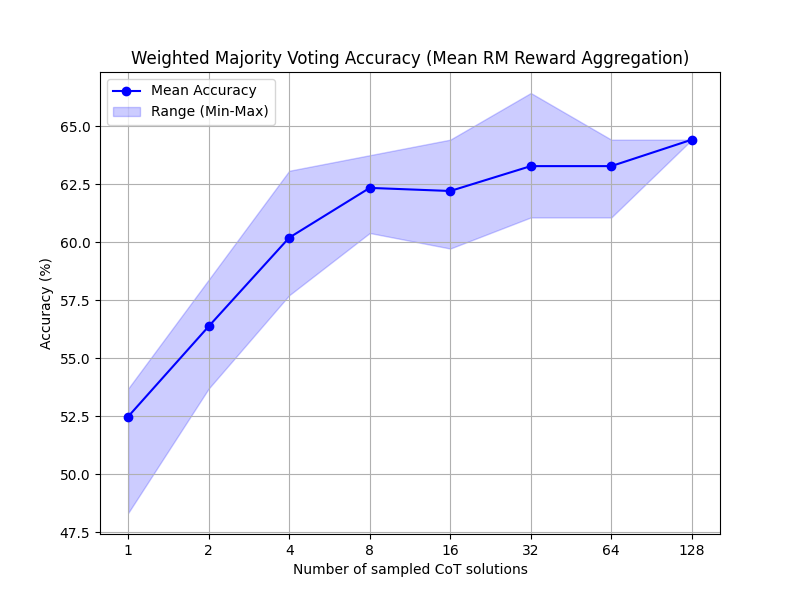 Weighted Majority Voting Accuracy (Mean RM Reward Aggregation)
Mean Accuracy
Range (Min-Max)
Accuracy (%)
65.0
62.5
60.0
57.5
55.0
52.5
50.0
47.5
1 2 4 8 16 32 64 128
Number of sampled CoT solutions